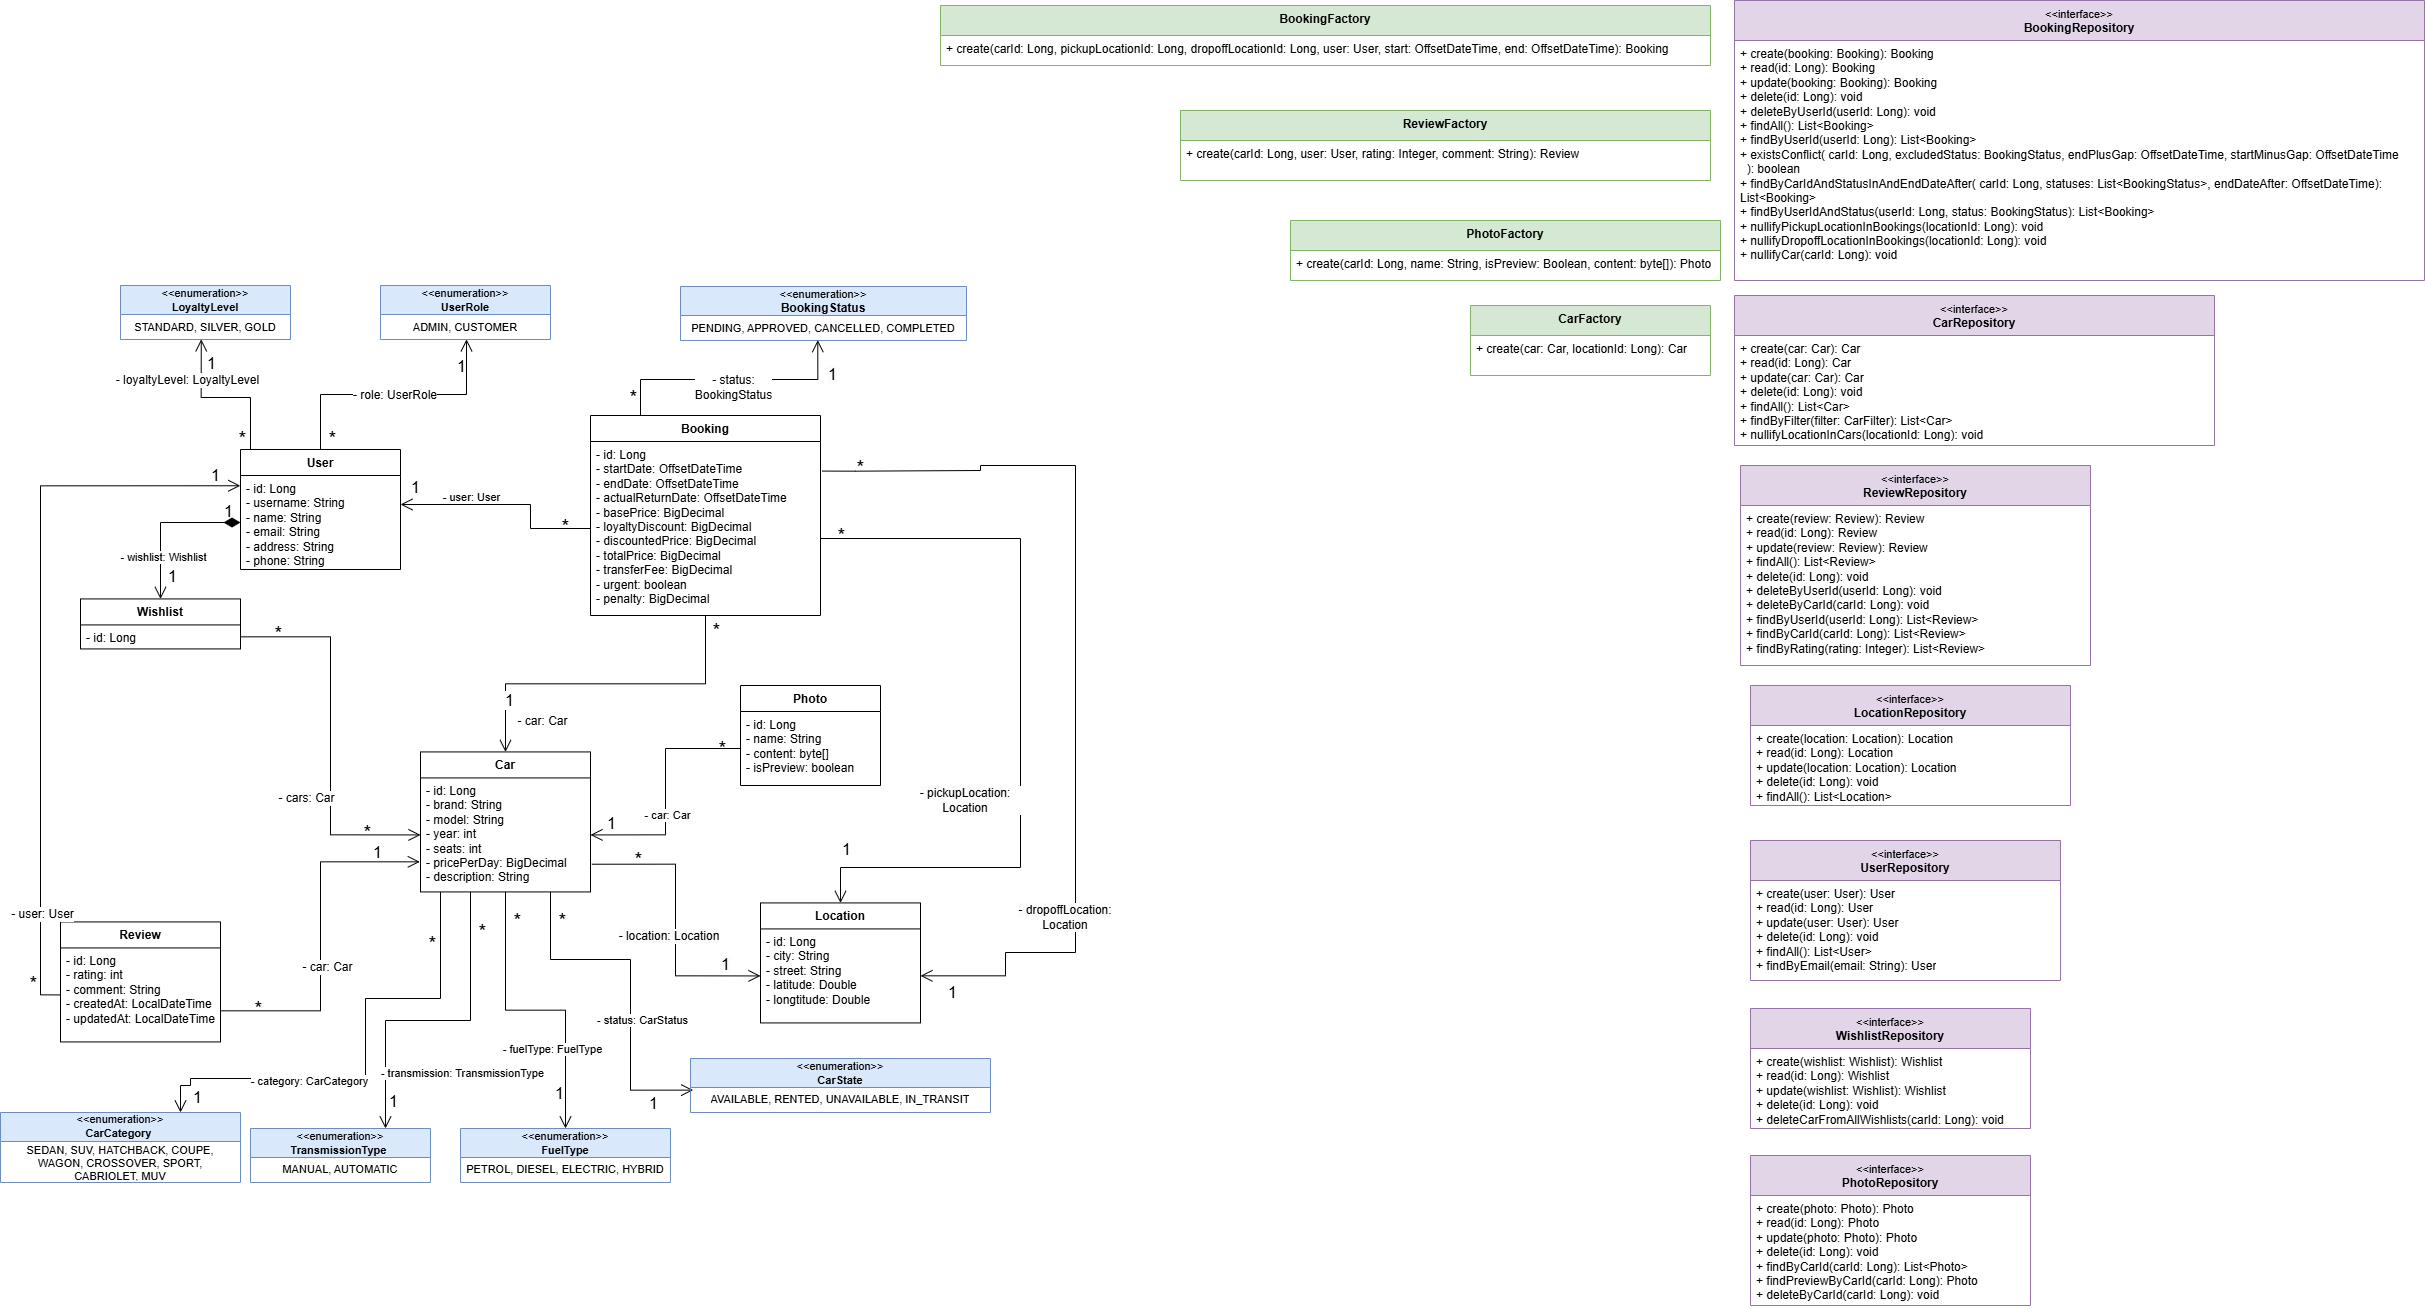 BookingFactory
+ create(carId: Long, pickupLocationId: Long, dropoffLocationId: Long, user: User, start: OffsetDateTime, end: OffsetDateTime): Booking
ReviewFactory
+ create(carId: Long, user: User, rating: Integer, comment: String): Review
PhotoFactory
+ create(carId: Long, name: String, isPreview: Boolean, content: byte[]): Photo
CarFactory
+ create(car: Car, locationId: Long): Car
<<interface>>
BookingRepository
+ create(booking: Booking): Booking
+ read(id: Long): Booking
+ update(booking: Booking): Booking
+ delete(id: Long): void
+ deleteByUserId(userId: Long): void
+ findAll(): List<Booking>
+ findByUserId(userId: Long): List<Booking>
+ existsConflict( carId: Long, excludedStatus: BookingStatus, endPlusGap: OffsetDateTime, startMinusGap: OffsetDateTime
): boolean
+ findByCarIdAndStatusInAndEndDateAfter( carId: Long, statuses: List<BookingStatus>, endDateAfter: OffsetDateTime):
List<Booking>
+ findByUserIdAndStatus(userId: Long, status: BookingStatus): List<Booking>
+ nullifyPickupLocationInBookings(locationId: Long): void
+ nullifyDropoffLocationInBookings(locationId: Long): void
+ nullifyCar(carId: Long): void
<<interface>>
CarRepository
+ create(car: Car): Car
+ read(id: Long): Car
+ update(car: Car): Car
+ delete(id: Long): void
+ findAll(): List<Car>
+ findByFilter(filter: CarFilter): List<Car>
+ nullifyLocationInCars(locationId: Long): void
<<interface>>
ReviewRepository
+ create(review: Review): Review
+ read(id: Long): Review
+ update(review: Review): Review
+ findAll(): List<Review>
+ delete(id: Long): void
+ deleteByUserId(userId: Long): void
+ deleteByCarId(carId: Long): void
+ findByUserId(userId: Long): List<Review>
+ findByCarId(carId: Long): List<Review>
+ findByRating(rating: Integer): List<Review>
<<interface>>
LocationRepository
+ create(location: Location): Location
+ read(id: Long): Location
+ update(location: Location): Location
+ delete(id: Long): void
+ findAll(): List<Location>
<<interface>>
UserRepository
+ create(user: User): User
+ read(id: Long): User
+ update(user: User): User
+ delete(id: Long): void
+ findAll(): List<User>
+ findByEmail(email: String): User
<<interface>>
WishlistRepository
+ create(wishlist: Wishlist): Wishlist
+ read(id: Long): Wishlist
+ update(wishlist: Wishlist): Wishlist
+ delete(id: Long): void
+ deleteCarFromAllWishlists(carId: Long): void
<<interface>>
PhotoRepository
+ create(photo: Photo): Photo
+ read(id: Long): Photo
+ update(photo: Photo): Photo
+ delete(id: Long): void
+ findByCarId(carId: Long): List<Photo>
+ findPreviewByCarId(carId: Long): Photo
+ deleteByCarId(carId: Long): void
<<enumeration>>
LoyaltyLevel
STANDARD, SILVER, GOLD
<<enumeration>>
UserRole
ADMIN, CUSTOMER
<<enumeration>>
BookingStatus
PENDING, APPROVED, CANCELLED, COMPLETED
1
- loyaltyLevel: LoyaltyLevel
*
1
- role: UserRole
*
1
- status:
BookingStatus
*
User
- id: Long
- username: String
- name: String
- email: String
- address: String
- phone: String
1
1
1
- user: User
*
Booking
- id: Long
- startDate: OffsetDateTime
- endDate: OffsetDateTime
- actualReturnDate: OffsetDateTime
- basePrice: BigDecimal
- loyaltyDiscount: BigDecimal
- discountedPrice: BigDecimal
- totalPrice: BigDecimal
- transferFee: BigDecimal
- urgent: boolean
- penalty: BigDecimal
*
*
*
- wishlist: Wishlist
1
Wishlist
- id: Long
*
- cars: Car
*
1
- car: Car
Photo
- id: Long
- name: String
- content: byte[]
- isPreview: boolean
*
- car: Car
1
Car
- id: Long
- brand: String
- model: String
- year: int
- seats: int
- pricePerDay: BigDecimal
- description: String
1
*
- location: Location
1
- pickupLocation:
Location
1
- dropoffLocation:
Location
1
Location
- id: Long
- city: String
- street: String
- latitude: Double
- longtitude: Double
- user: User
*
Review
- id: Long
- rating: int
- comment: String
- createdAt: LocalDateTime
- updatedAt: LocalDateTime
*
- car: Car
*
*
*
*
- status: CarStatus
- fuelType: FuelType
- transmission: TransmissionType
- category: CarCategory
1
1
1
1
<<enumeration>>
CarState
AVAILABLE, RENTED, UNAVAILABLE, IN_TRANSIT
<<enumeration>>
CarCategory
SEDAN, SUV, HATCHBACK, COUPE,
WAGON, CROSSOVER, SPORT,
CABRIOLET, MUV
<<enumeration>>
TransmissionType
MANUAL, AUTOMATIC
<<enumeration>>
FuelType
PETROL, DIESEL, ELECTRIC, HYBRID